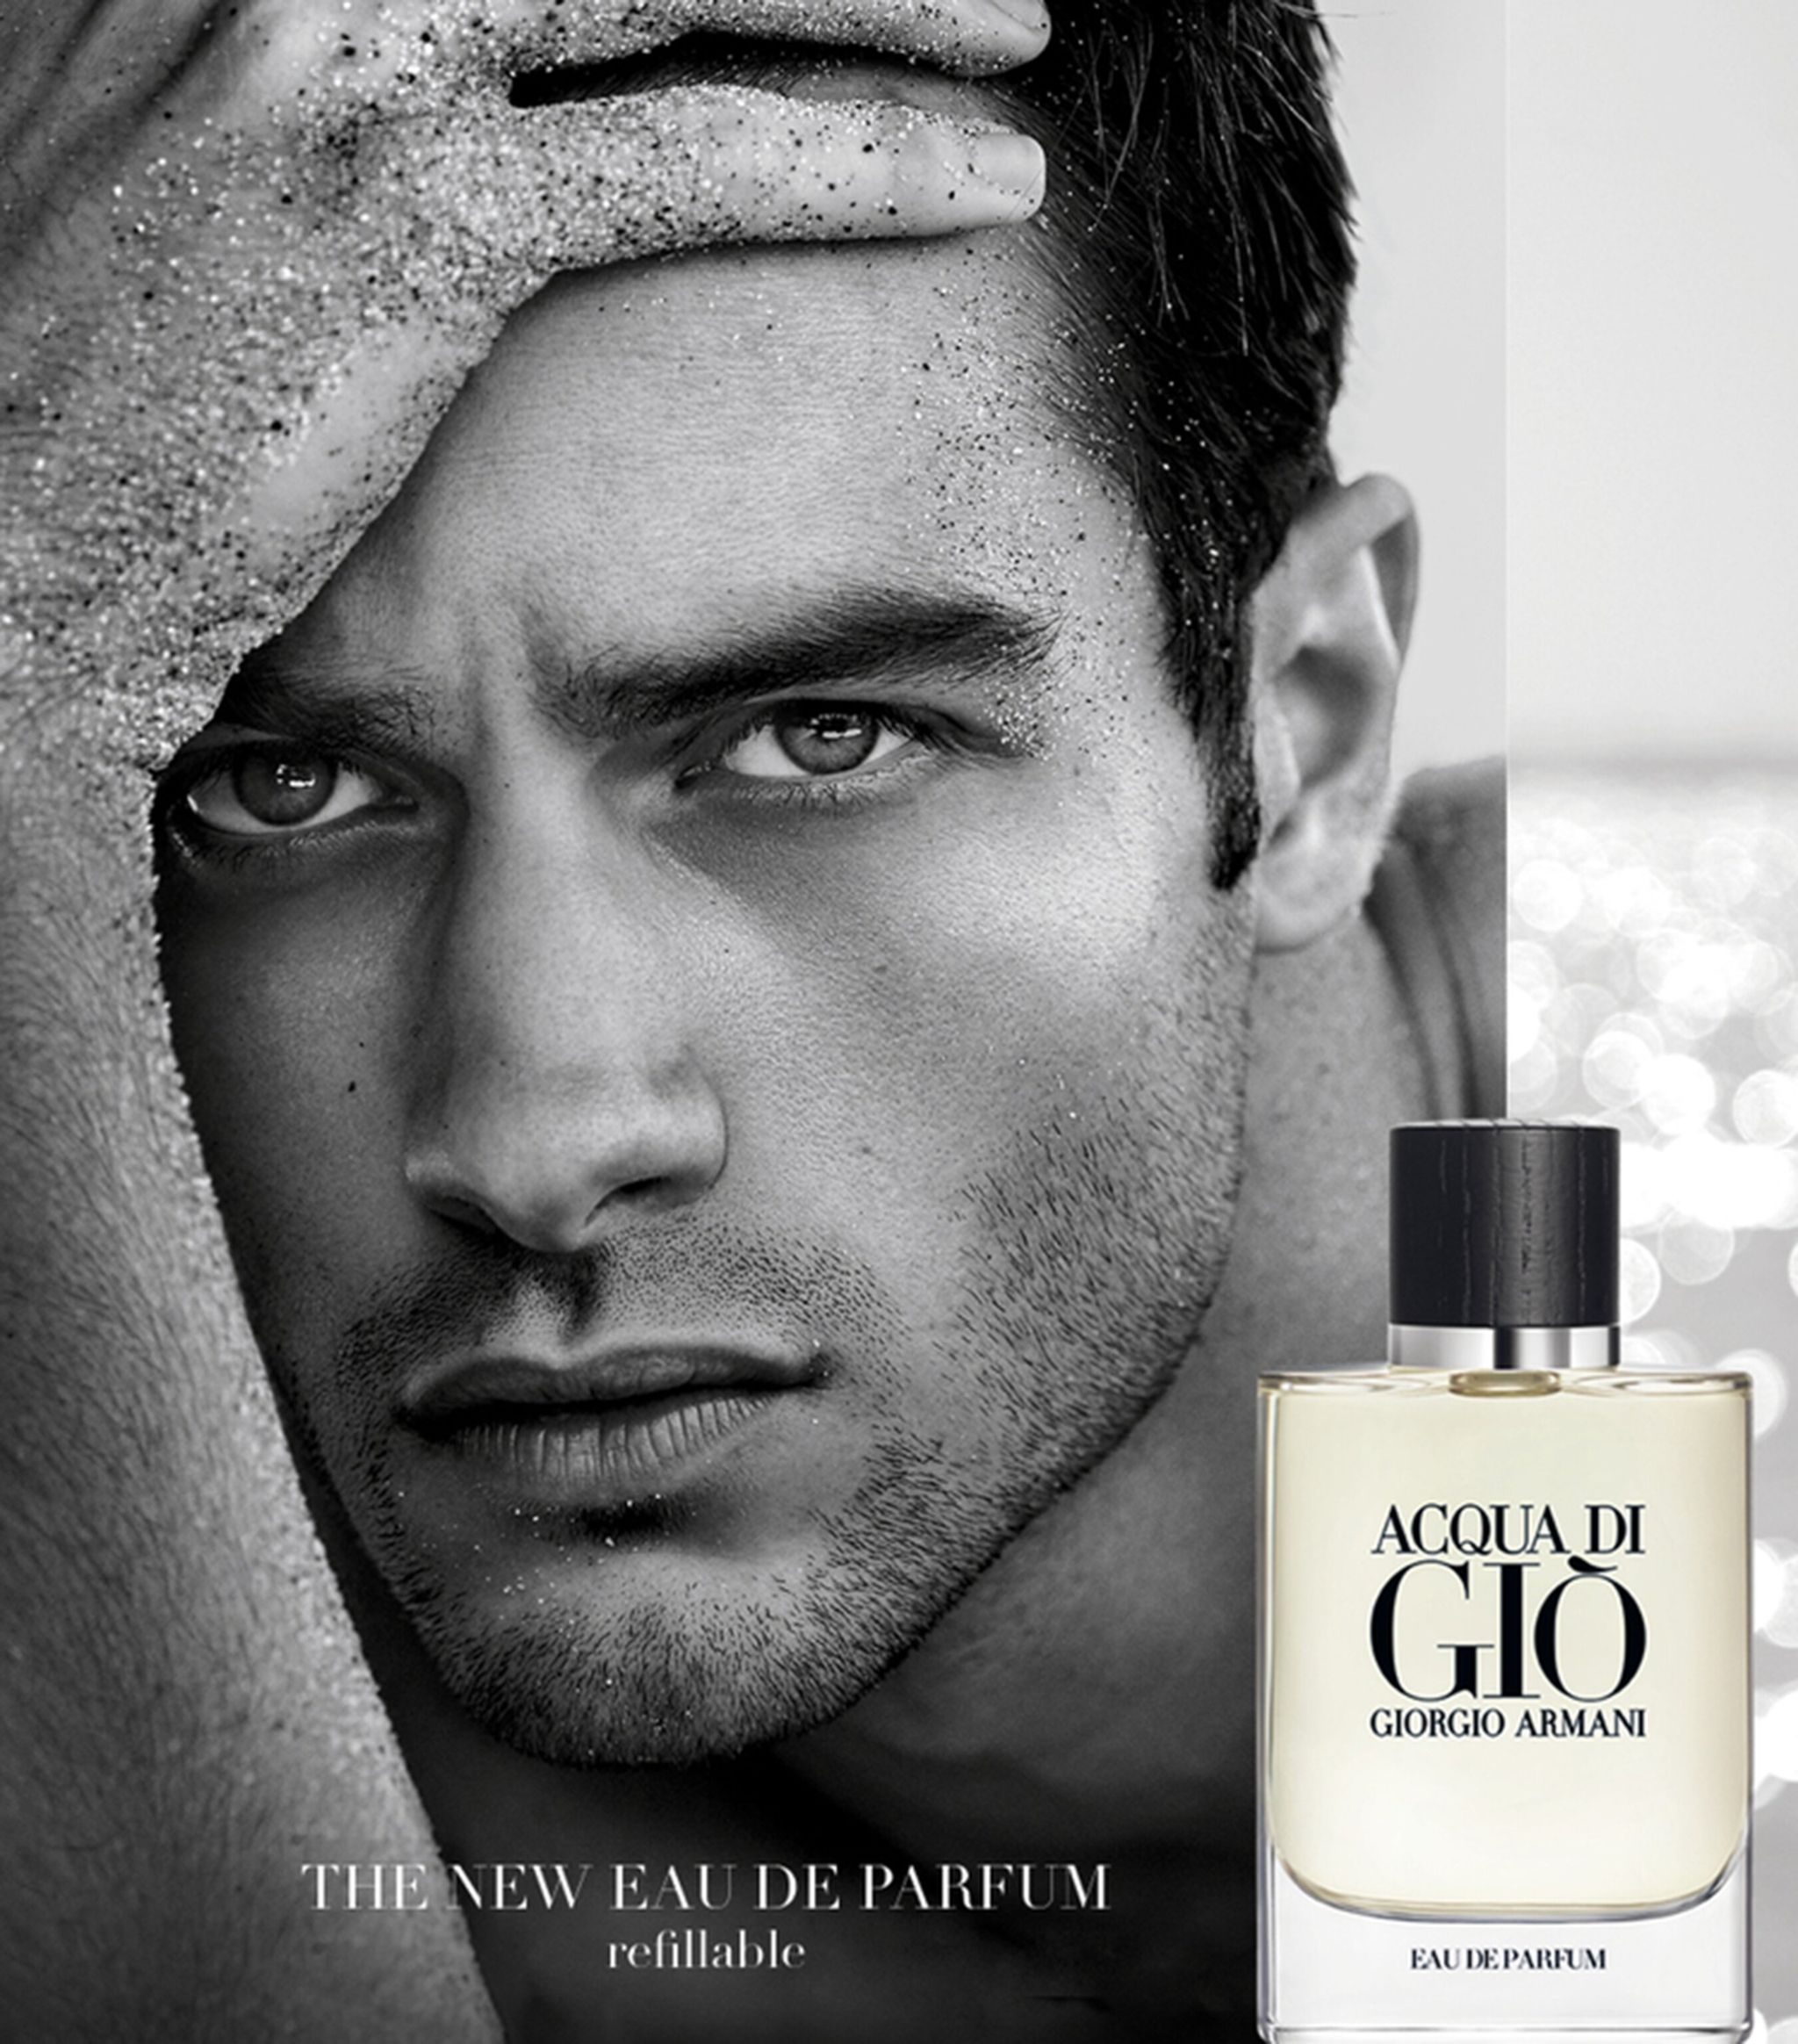 ACQUA DI
GIÒ
GIORGIO ARMANI
EAU DE PARFUM
THE NEW EAU DE PARFUM
refillable